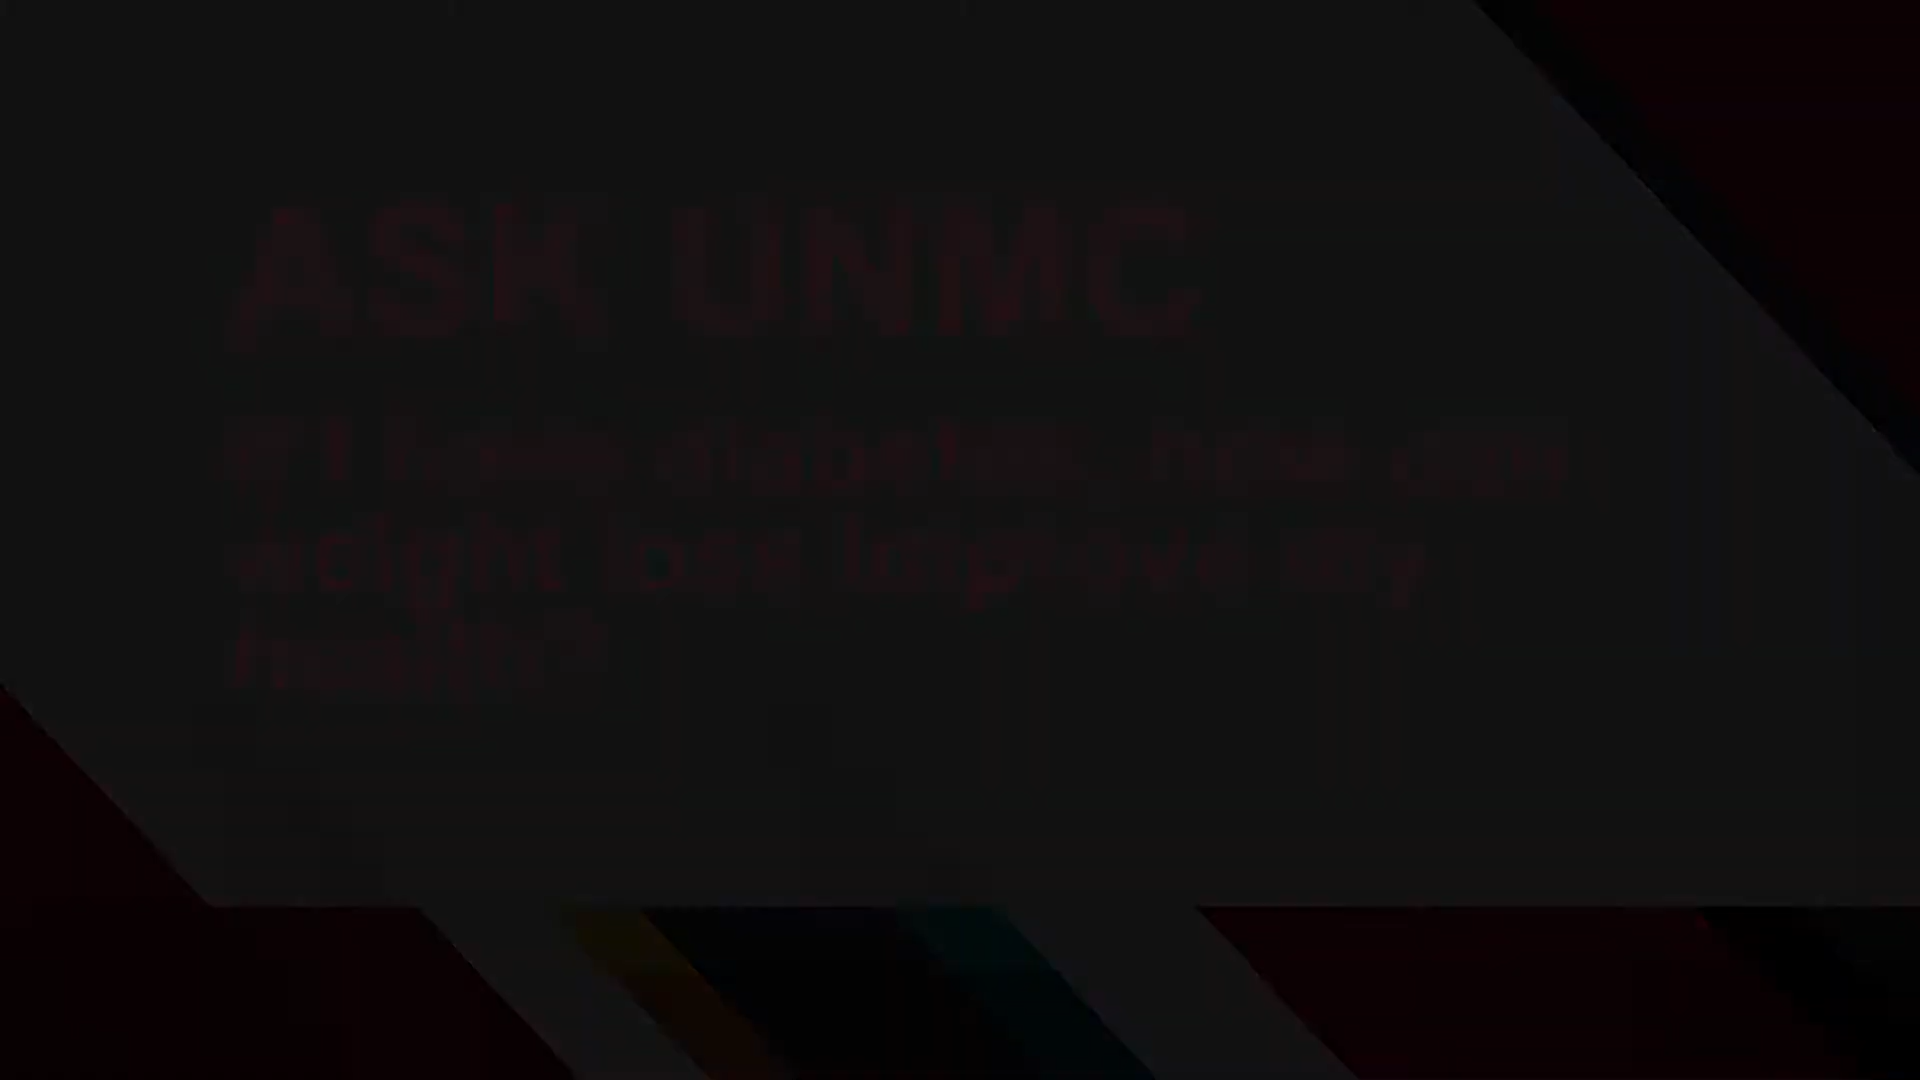 ASK UNMC
If I have diabetes, how can
weight loss improve my
health?